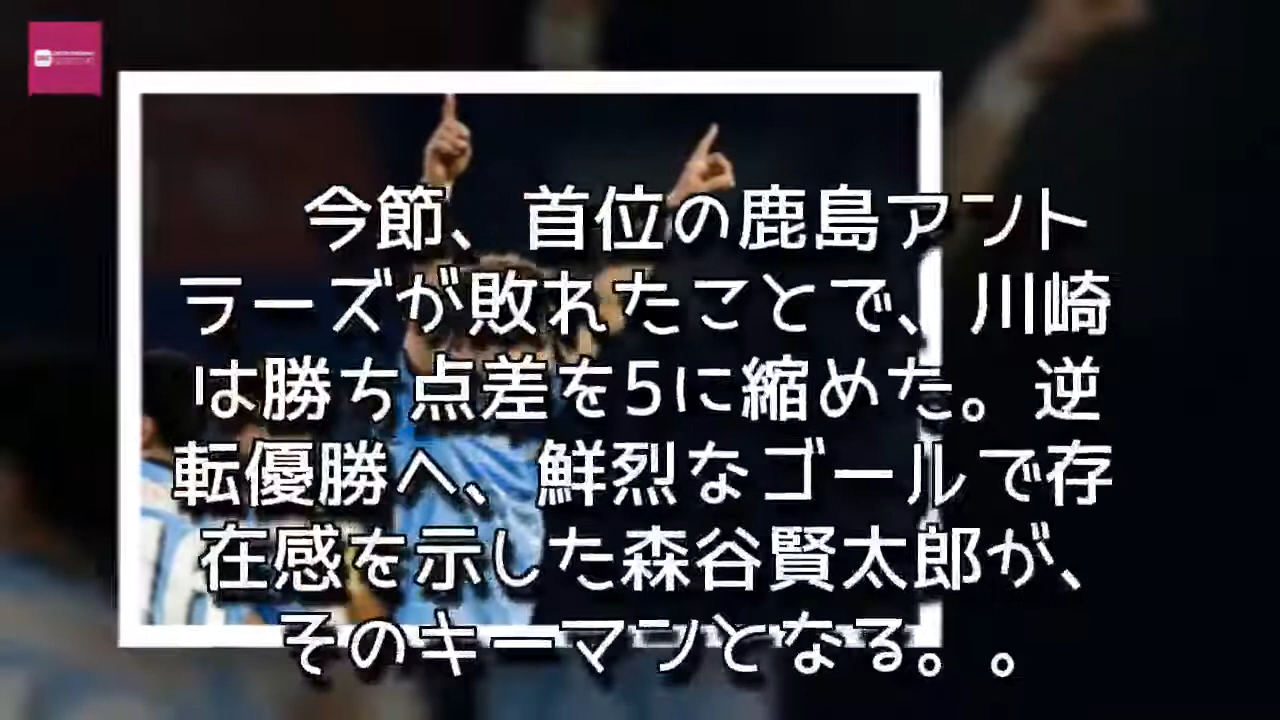 今節、首位の鹿島アント
ラーズが敗れたことで、川崎
は勝ち点差を5に縮めた。逆
転優勝へ、鮮烈なゴールで存
在感を示した森谷賢太郎が、
そのキーマンとなる。。